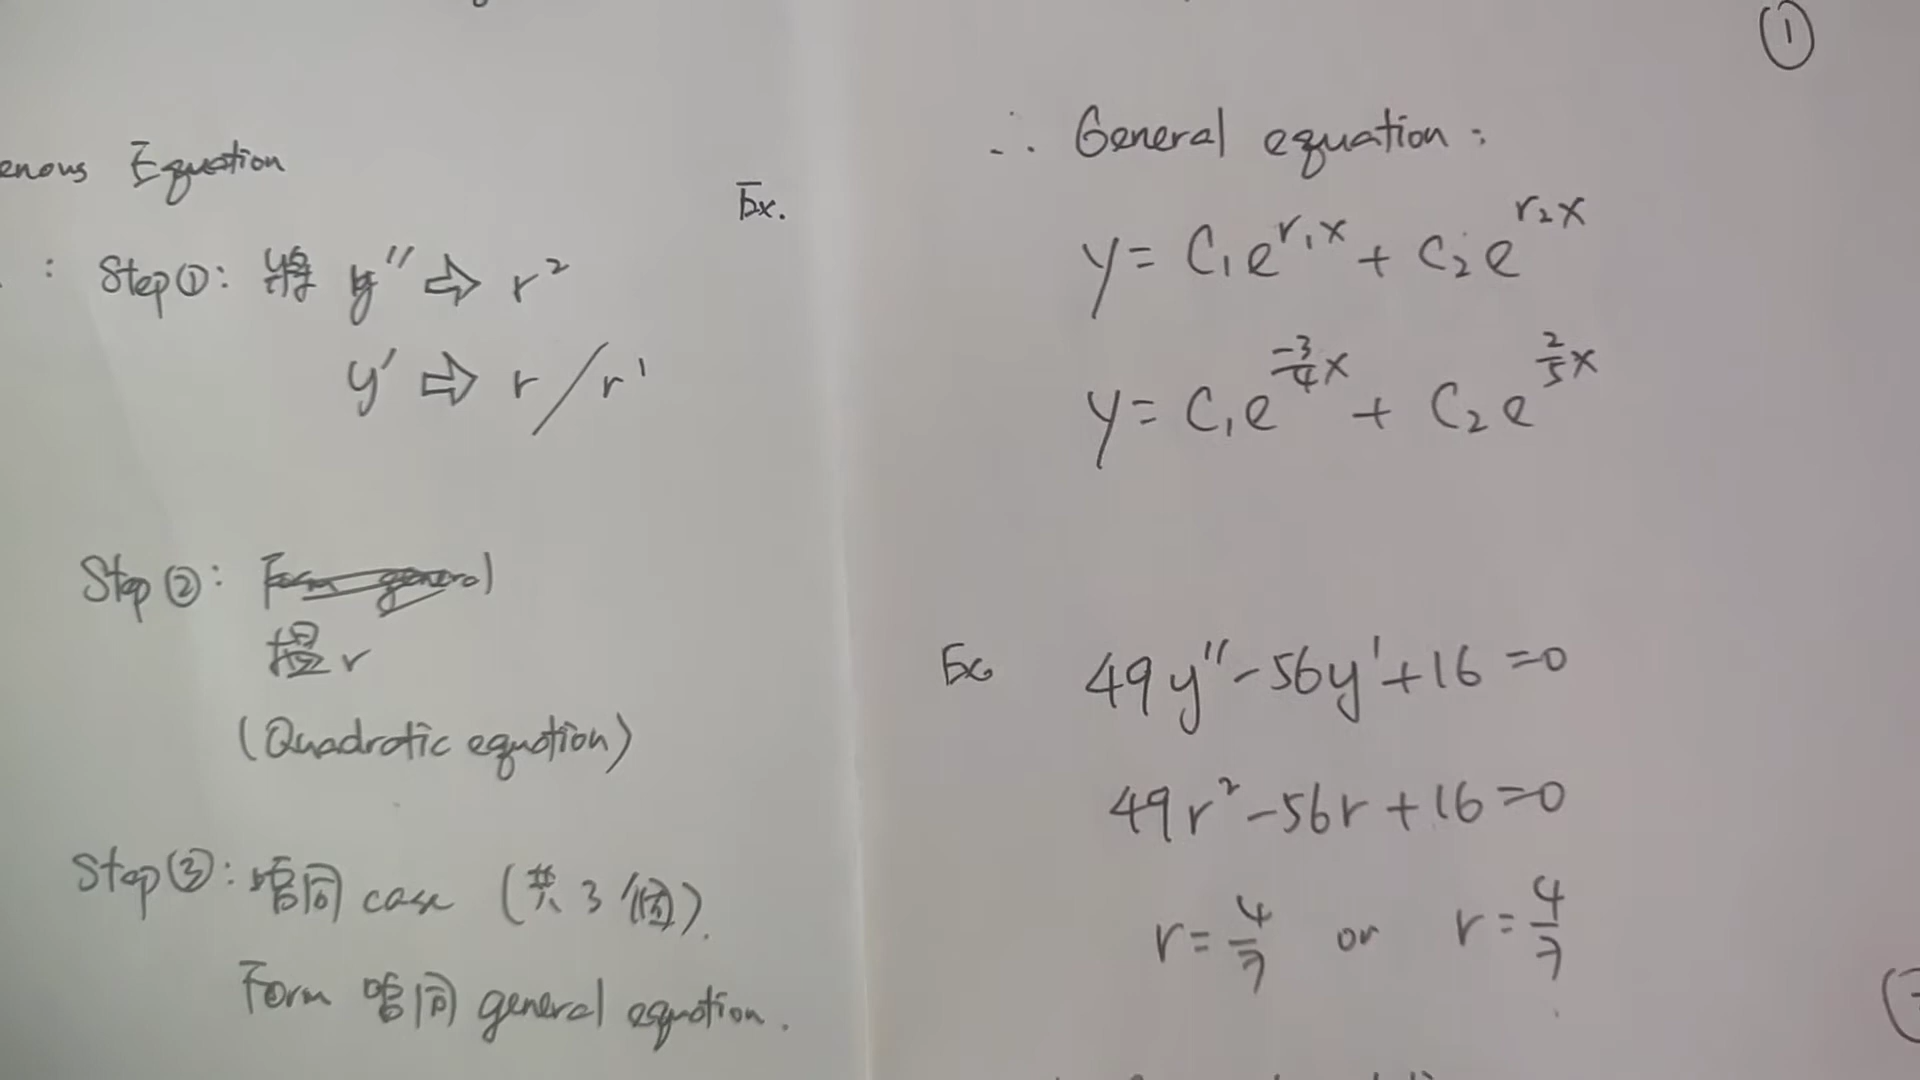 enous Equation
: Step①: 將 y'' ⇨ r²
y' ⇨ r / r'
Step②:
搵 r
(Quadratic equation)
Step③: 唔同 case (共 3 個).
Form 唔同 general equation.
①
Ex.
∴ General equation:
y = C₁e^{r₁x} + C₂e^{r₂x}
y = C₁e^{-3/4 x} + C₂e^{2/5 x}
Ex 49y'' - 56y' + 16 = 0
49r² - 56r + 16 = 0
r = 4/7 or r = 4/7